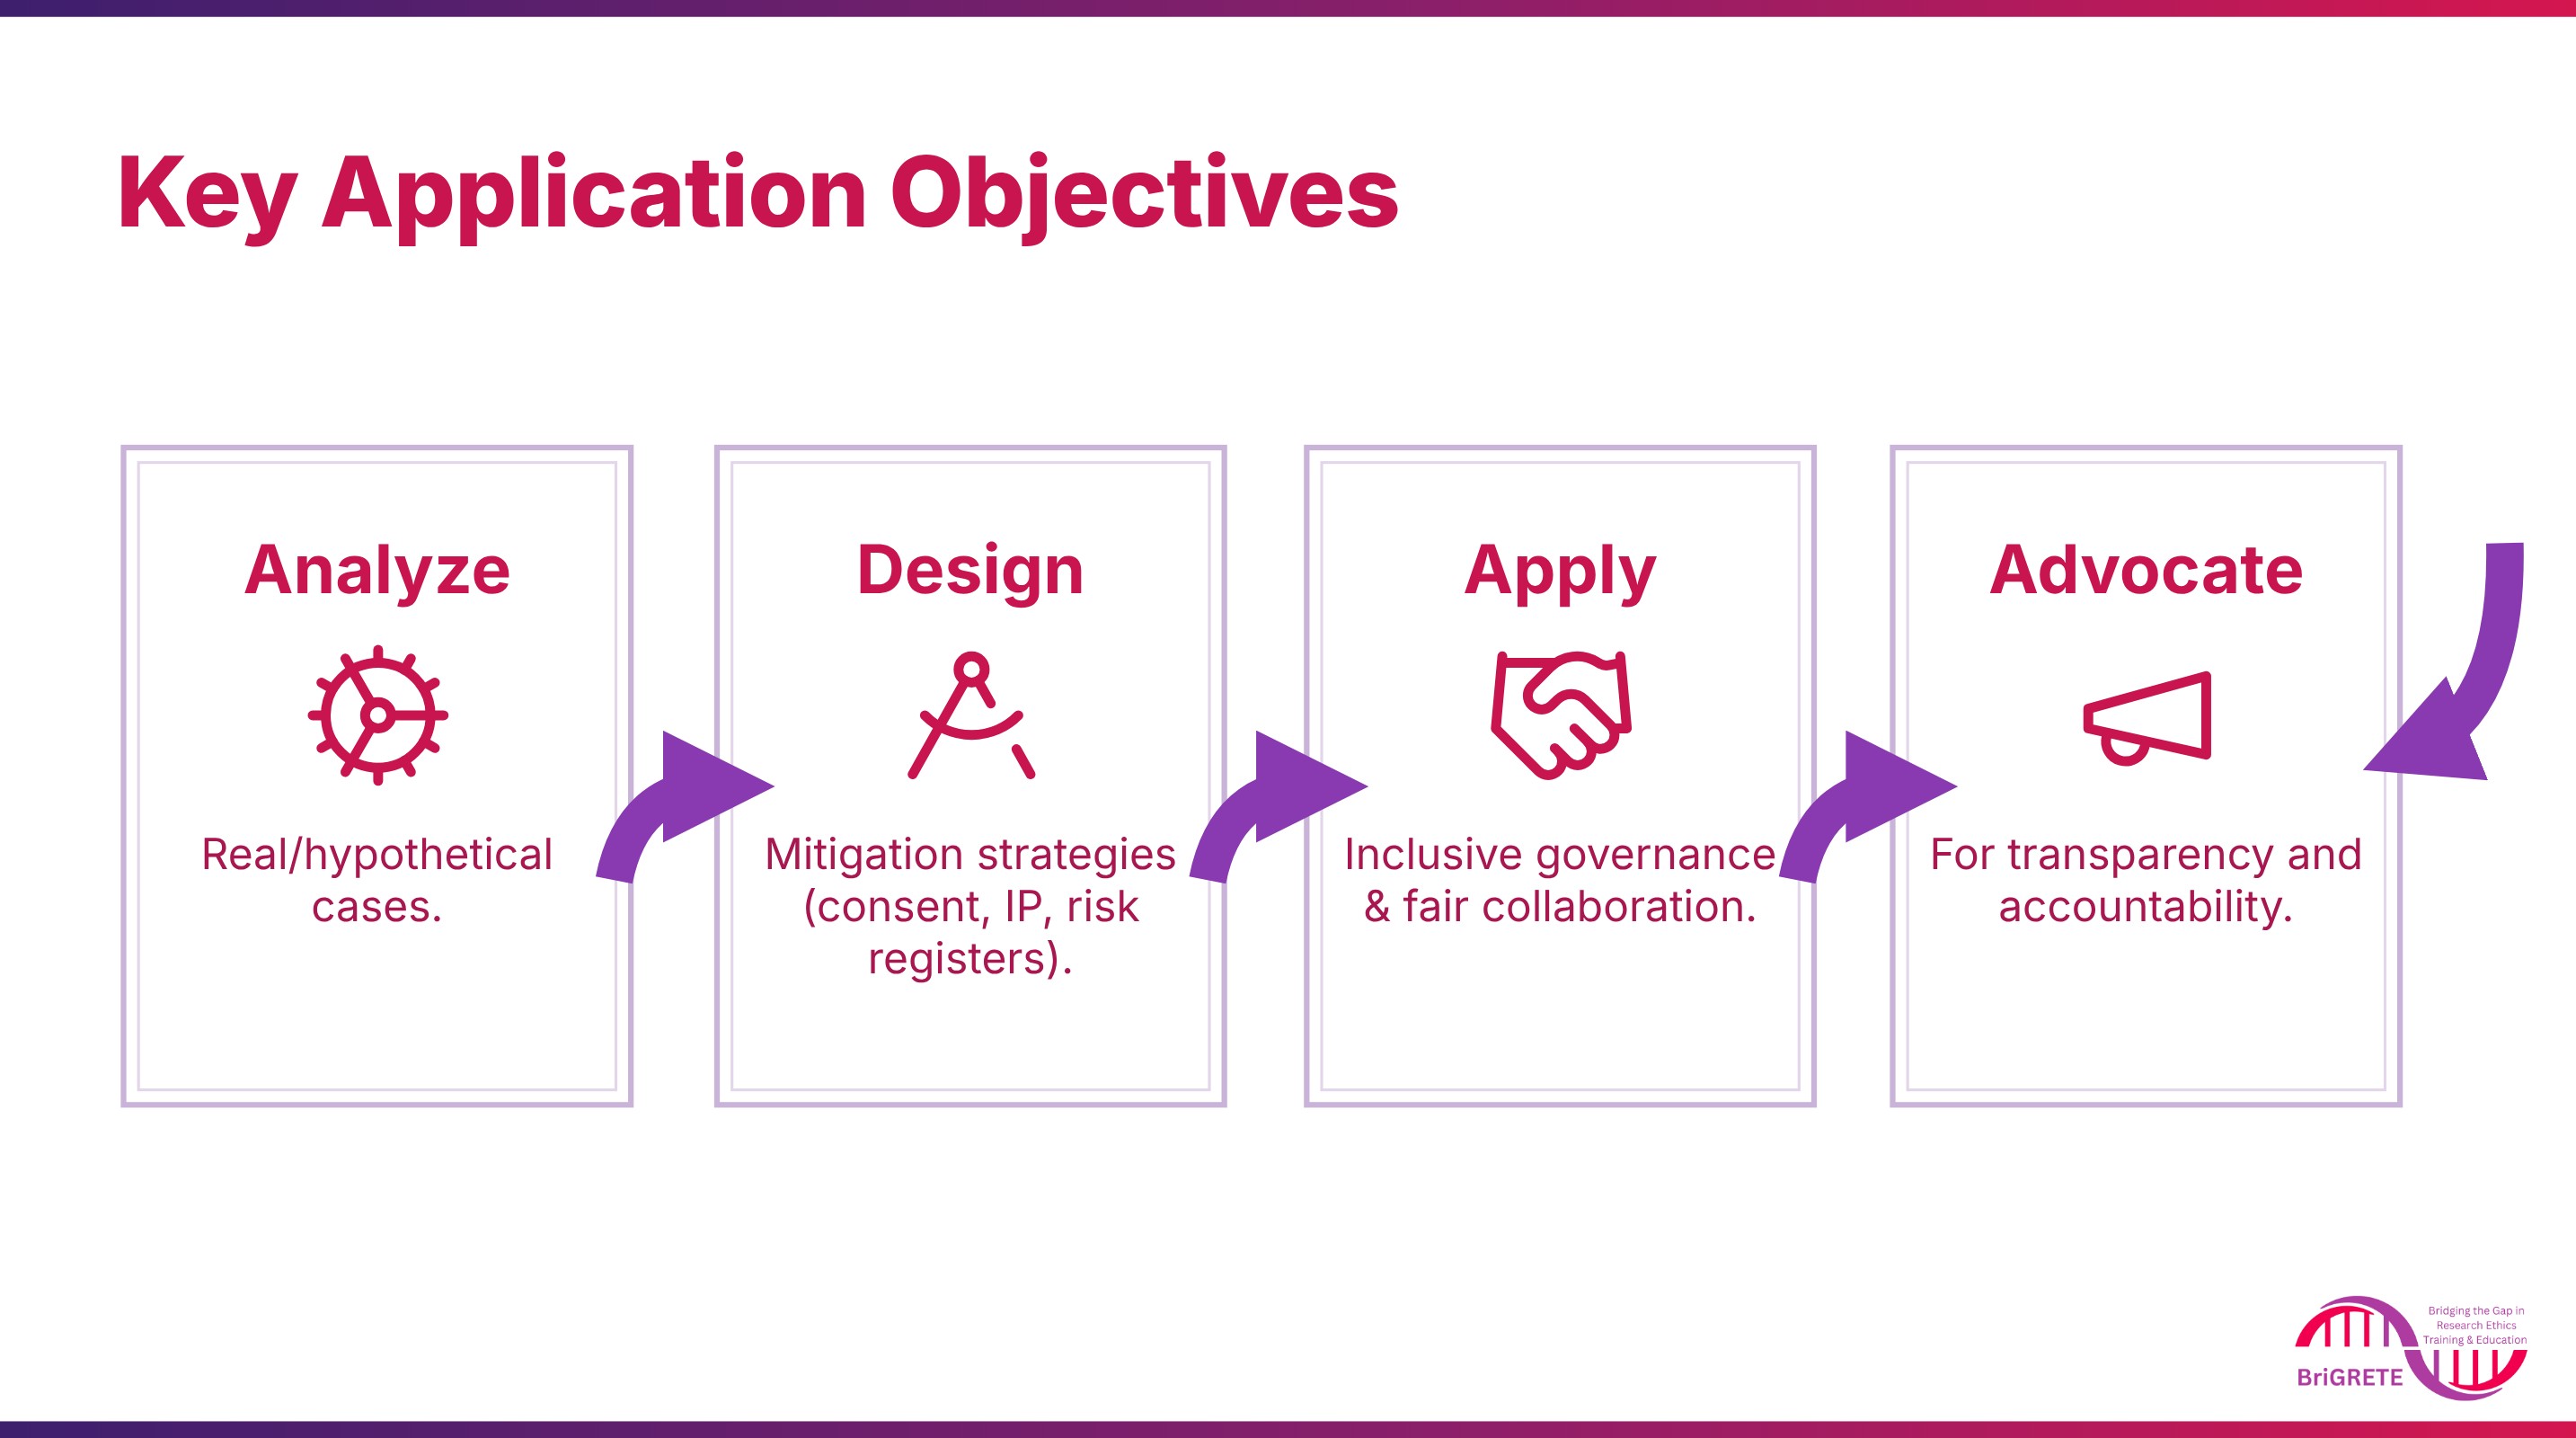 Key Application Objectives
Analyze
Real/hypothetical
cases.
Design
Mitigation strategies
(consent, IP, risk
registers).
Apply
Inclusive governance
& fair collaboration.
Advocate
For transparency and
accountability.
Bridging the Gap in
Research Ethics
Training & Education
BriGRETE